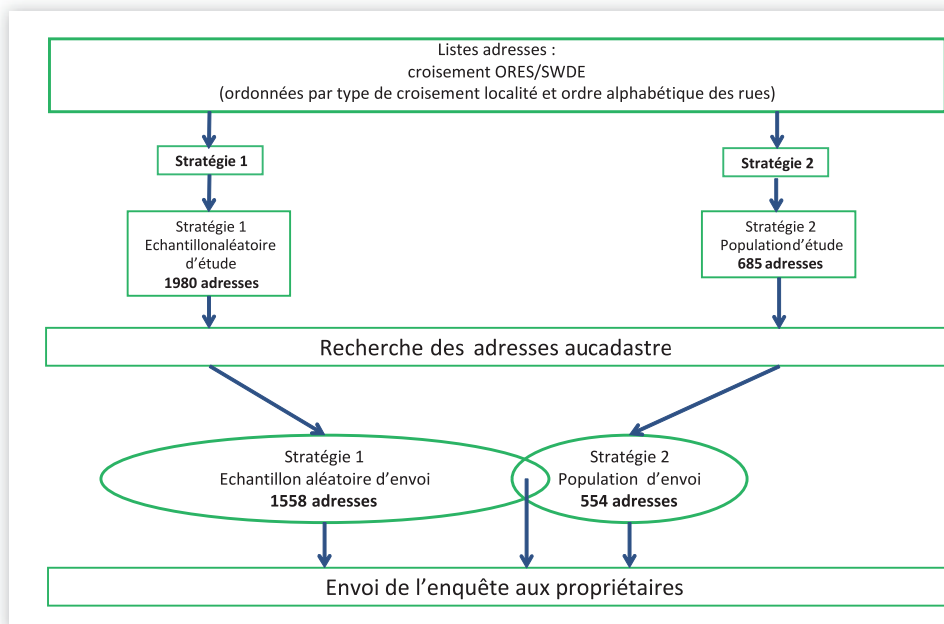 Listes adresses :
croisement ORES/SWDE
(ordonnées par type de croisement localité et ordre alphabétique des rues)
Stratégie 1
Stratégie 2
Stratégie 1
Echantillonaléatoire
d'étude
1980 adresses
Stratégie 2
Populationd'étude
685 adresses
Recherche des adresses aucadastre
Stratégie 1
Echantillon aléatoire d'envoi
1558 adresses
Stratégie 2
Population d'envoi
554 adresses
Envoi de l'enquête aux propriétaires